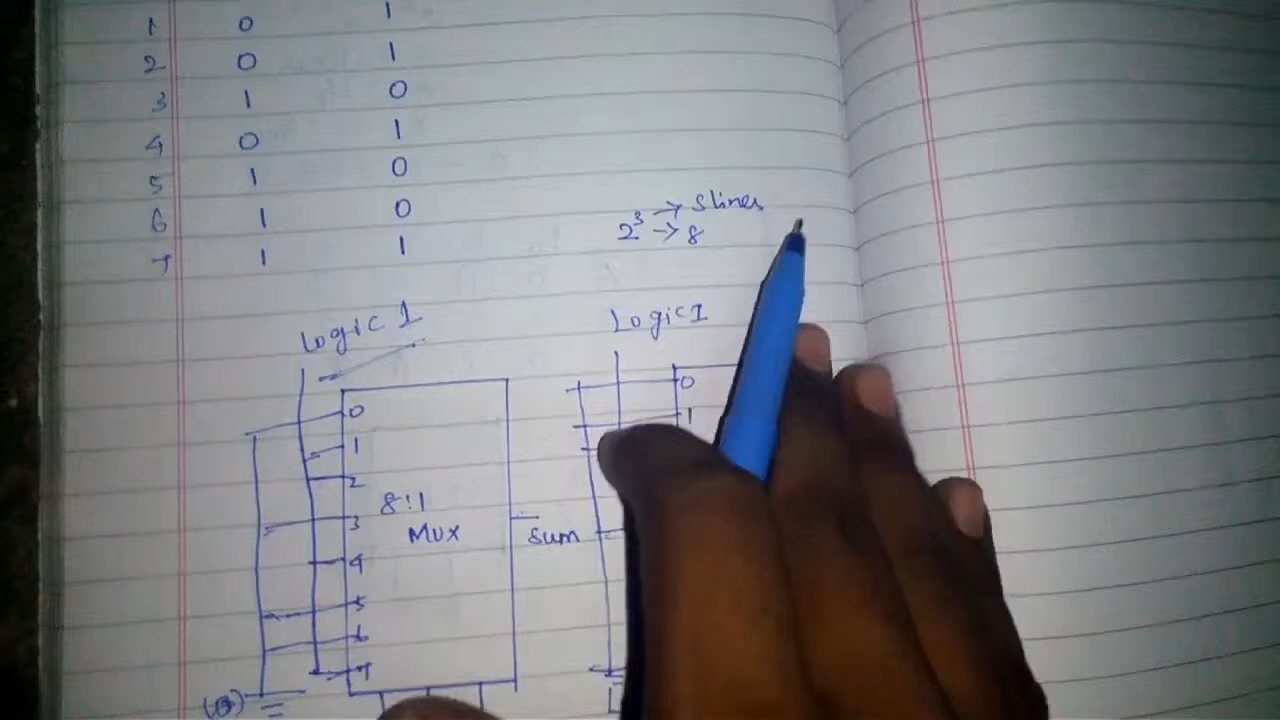 1 0 1
2 0 1
3 1 0
4 0 1
5 1 0
6 1 0
7 1 1
2³ → S lines
→ 8
Logic 1
Logic 1
0
1
2
3
4
5
6
7
8:1
MUX
Sum
0
1